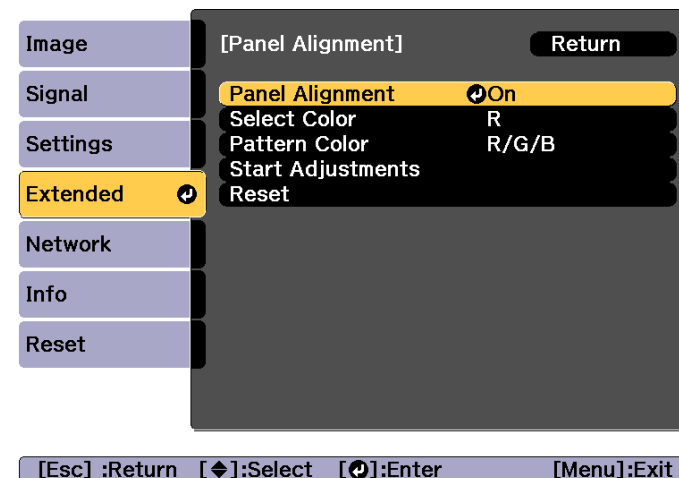 Image
Signal
Settings
Extended
Network
Info
Reset
[Panel Alignment] Return
Panel Alignment On
Select Color R
Pattern Color R/G/B
Start Adjustments
Reset
[Esc] :Return [◆]:Select [↵]:Enter [Menu]:Exit